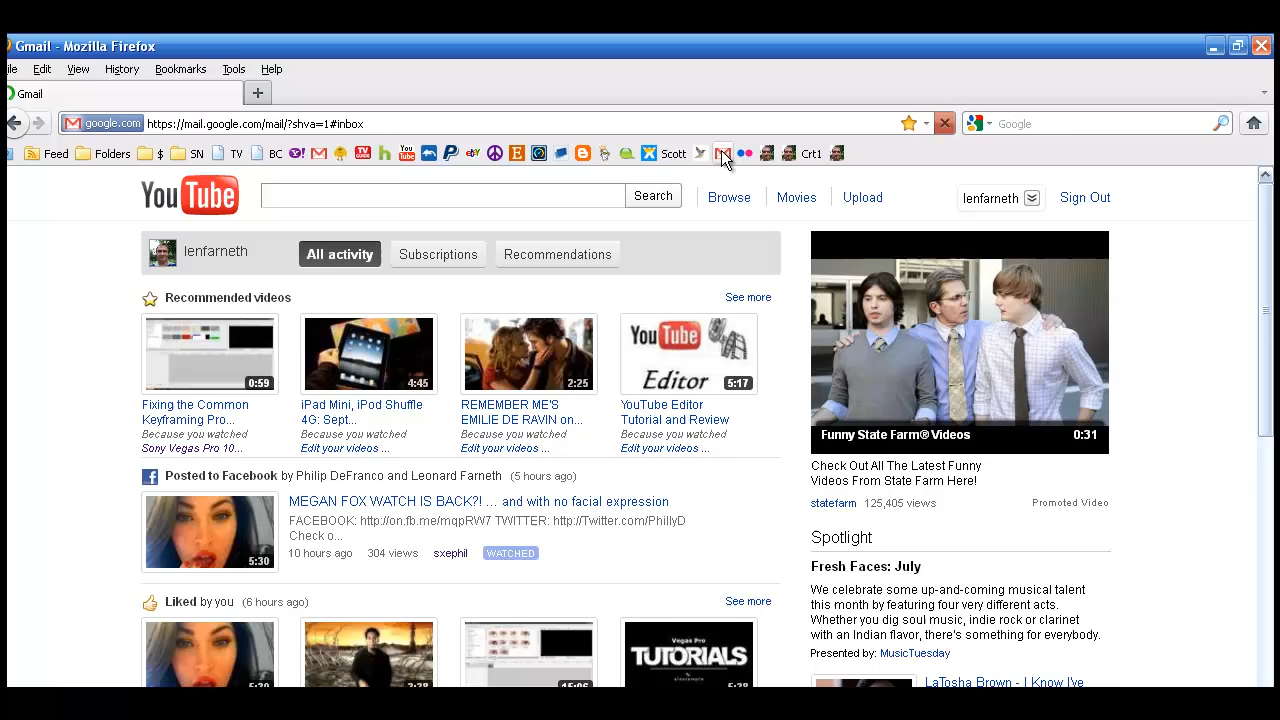 Gmail - Mozilla Firefox
ile Edit View History Bookmarks Tools Help
Gmail
google.com https://mail.google.com/mail/?shva=1#inbox Google
Feed Folders $ SN TV BC Scott Crt1
YouTube Search Browse Movies Upload lenfarneth Sign Out
lenfarneth All activity Subscriptions Recommendations
Recommended videos See more
0:59 4:45 2:25 YouTube Editor 5:17
Fixing the Common Keyframing Pro...
Because you watched
Sony Vegas Pro 10...
iPad Mini, iPod Shuffle 4G: Sept...
Because you watched
Edit your videos ...
REMEMBER ME'S EMILIE DE RAVIN on...
Because you watched
Edit your videos ...
YouTube Editor Tutorial and Review
Because you watched
Edit your videos ...
Posted to Facebook by Philip DeFranco and Leonard Farneth (5 hours ago)
MEGAN FOX WATCH IS BACK?! ... and with no facial expression
FACEBOOK: http://on.fb.me/mqpRW7 TWITTER: http://Twitter.com/PhillyD
Check o...
5:30
10 hours ago 304 views sxephil WATCHED
Liked by you (6 hours ago) See more
Vegas Pro
TUTORIALS
Funny State Farm® Videos 0:31
Check Out All The Latest Funny
Videos From State Farm Here!
statefarm 125,405 views Promoted Video
Spotlight
Fresh Faces: July
We celebrate some up-and-coming musical talent
this month by featuring four very different acts.
Whether you dig soul music, indie rock or clarinet
with an Indian flavor, there's something for everybody.
Presented by: MusicTuesday
LaToya Brown - I Know I've